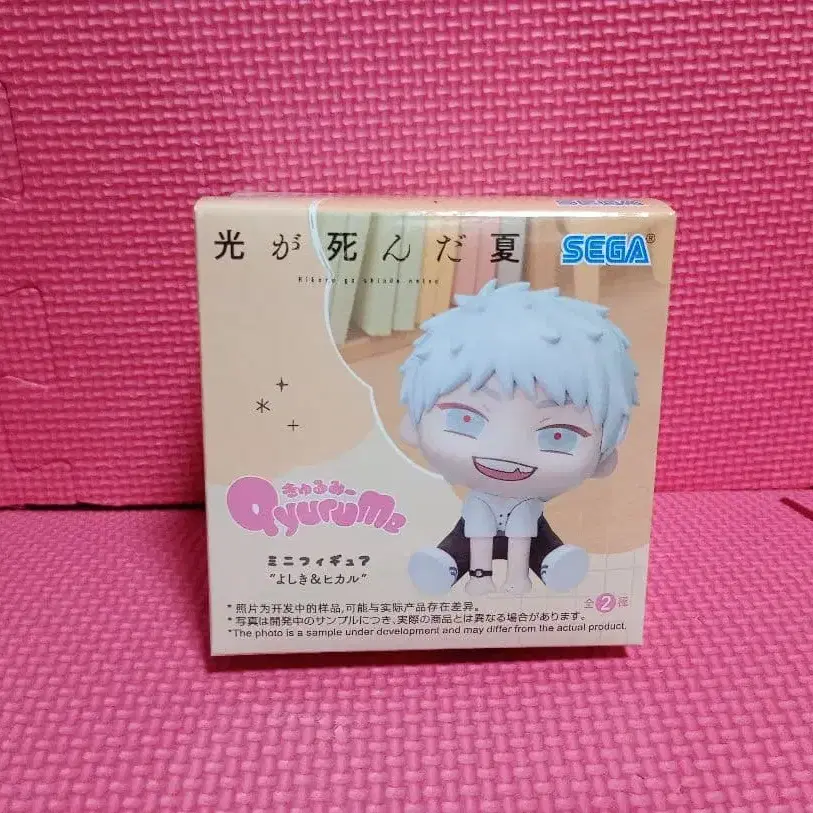 光が死んだ夏
SEGA®
Hikaru ga shinda natsu
きゅるみー
Qyurume
ミニフィギュア
"よしき&ヒカル"
全2種
*照片为开发中的样品,可能与实际产品存在差异。
*写真は開発中のサンプルにつき、実際の商品とは異なる場合があります。
*The photo is a sample under development and may differ from the actual product.